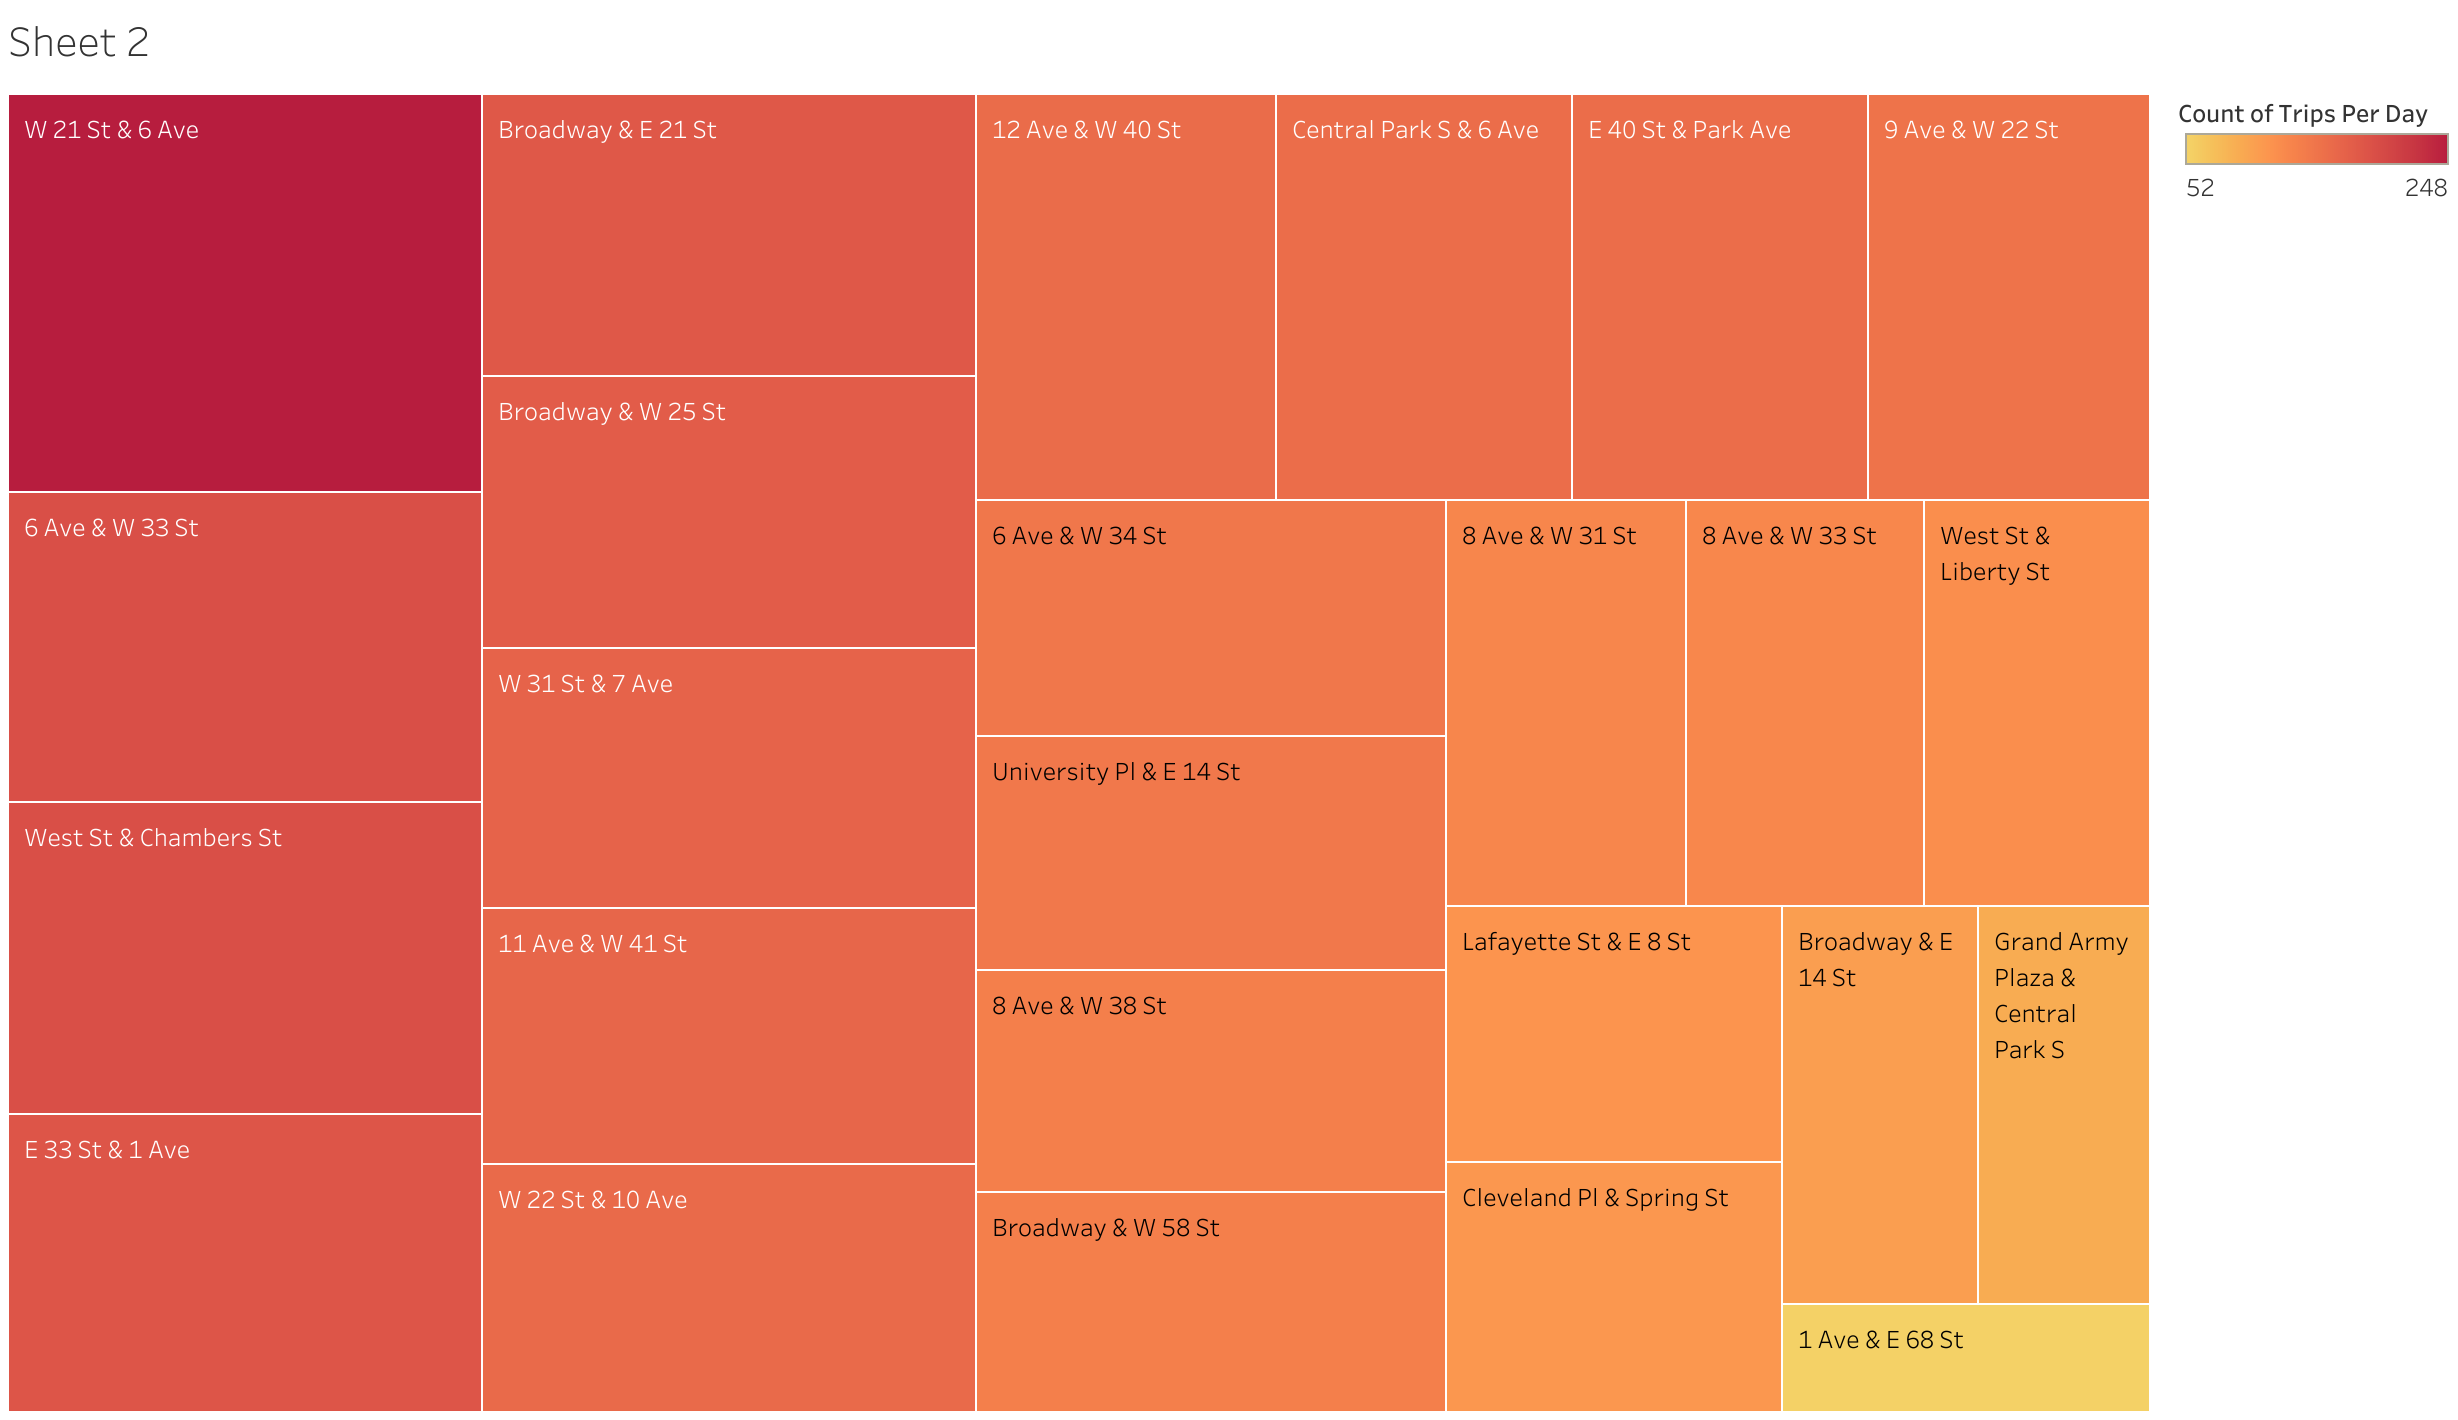 Sheet 2
W 21 St & 6 Ave
6 Ave & W 33 St
West St & Chambers St
E 33 St & 1 Ave
Broadway & E 21 St
Broadway & W 25 St
W 31 St & 7 Ave
11 Ave & W 41 St
W 22 St & 10 Ave
12 Ave & W 40 St
Central Park S & 6 Ave
E 40 St & Park Ave
9 Ave & W 22 St
6 Ave & W 34 St
University Pl & E 14 St
8 Ave & W 38 St
Broadway & W 58 St
8 Ave & W 31 St
8 Ave & W 33 St
West St &
Liberty St
Lafayette St & E 8 St
Cleveland Pl & Spring St
Broadway & E
14 St
Grand Army
Plaza &
Central
Park S
1 Ave & E 68 St
Count of Trips Per Day
52 248